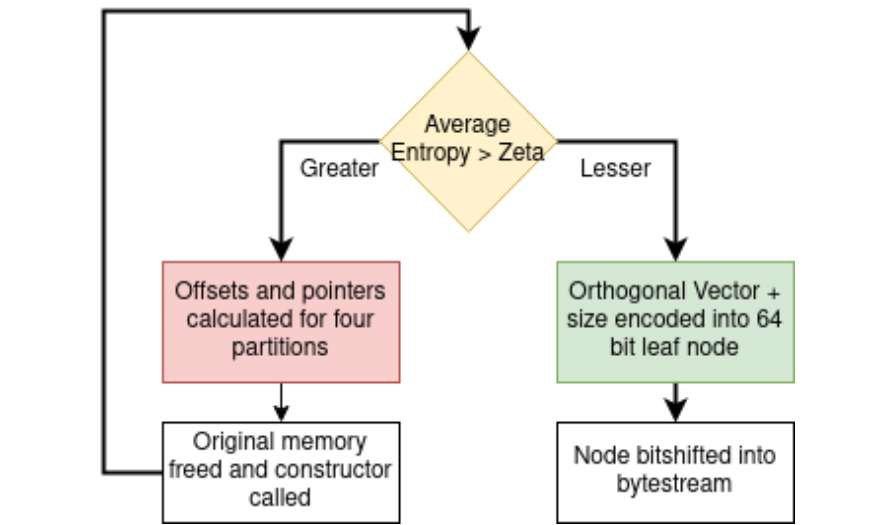 Average
Entropy > Zeta
Greater
Lesser
Offsets and pointers
calculated for four
partitions
Orthogonal Vector +
size encoded into 64
bit leaf node
Original memory
freed and constructor
called
Node bitshifted into
bytestream